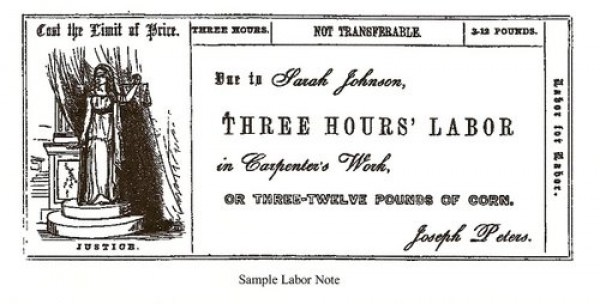 Cost the Limit of Price.
THREE HOURS.
NOT TRANSFERABLE.
3-12 POUNDS.
Due to Sarah Johnson,
THREE HOURS' LABOR
in Carpenter's Work,
OR THREE-TWELVE POUNDS OF CORN.
Joseph Peters.
Labor for Labor.
JUSTICE.
Sample Labor Note